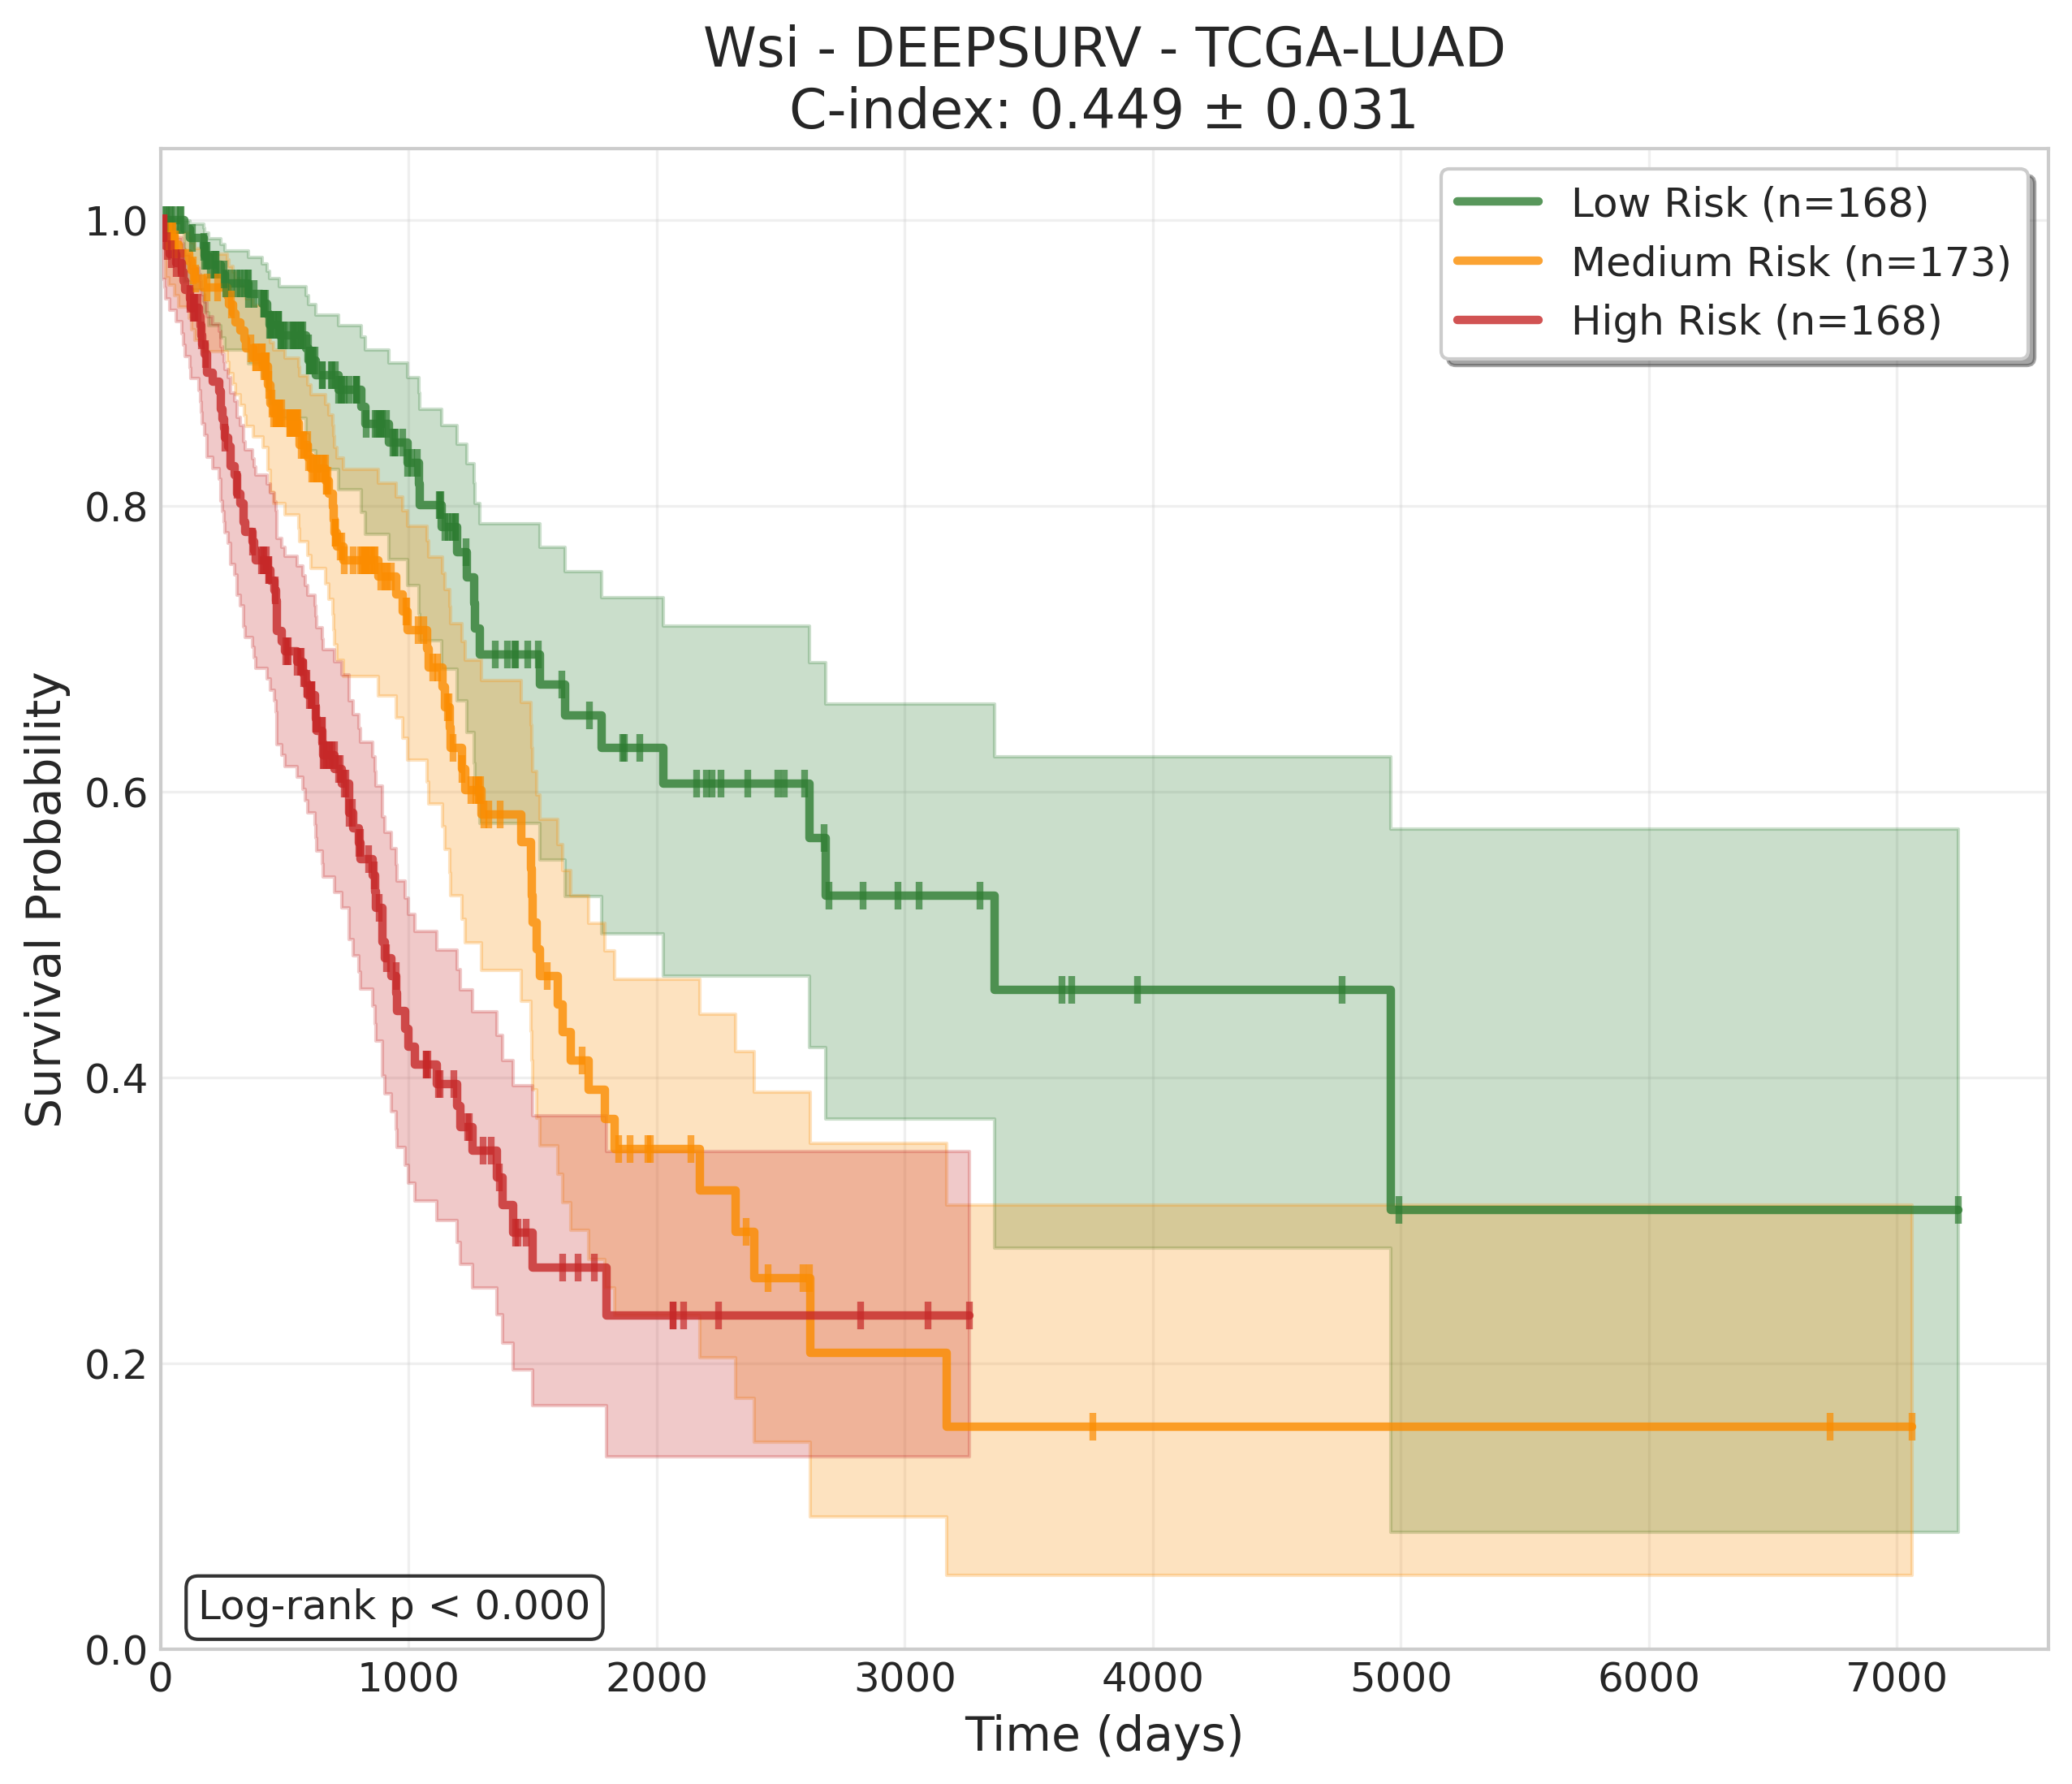 Wsi - DEEPSURV - TCGA-LUAD
C-index: 0.449 ± 0.031
Low Risk (n=168)
Medium Risk (n=173)
High Risk (n=168)
Survival Probability
1.0
0.8
0.6
0.4
0.2
0.0
Log-rank p < 0.000
0 1000 2000 3000 4000 5000 6000 7000
Time (days)